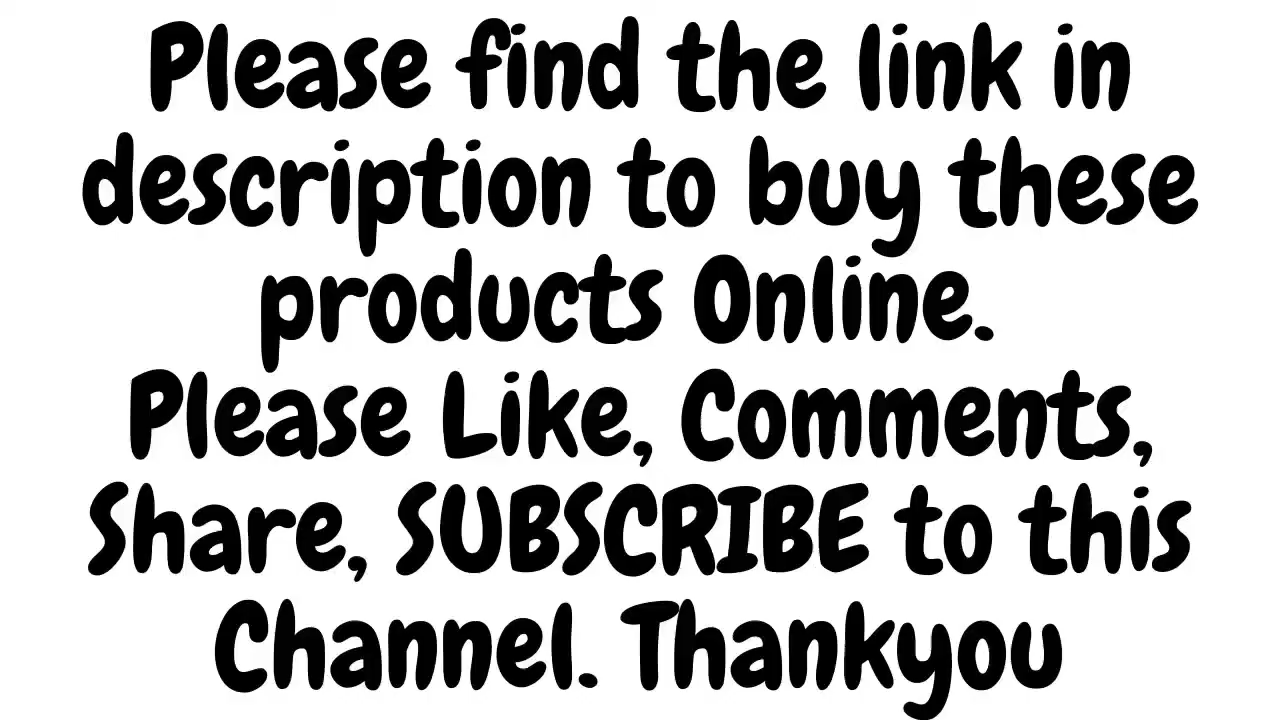 Please find the link in
description to buy these
products Online.
Please Like, Comments,
Share, SUBSCRIBE to this
Channel. Thankyou